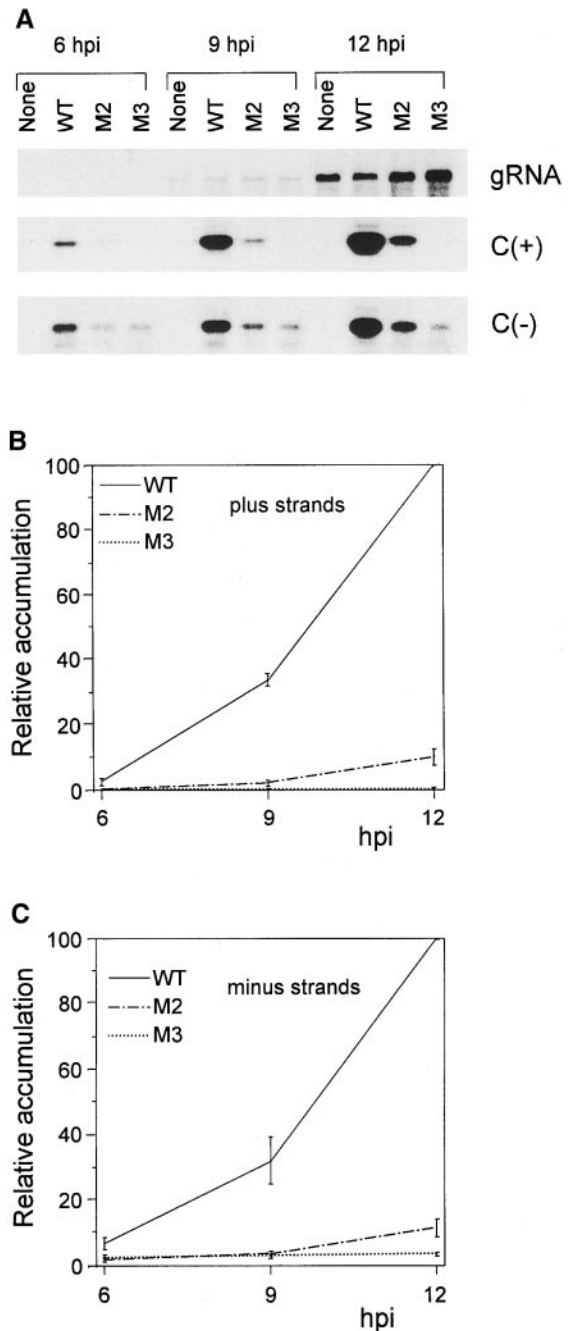 A
6 hpi 9 hpi 12 hpi
None WT M2 M3 None WT M2 M3 None WT M2 M3
gRNA
C(+)
C(-)
B
100
80
60
40
20
0
Relative accumulation
WT
M2
M3
plus strands
6 9 12
hpi
C
100
80
60
40
20
0
Relative accumulation
WT
M2
M3
minus strands
6 9 12
hpi